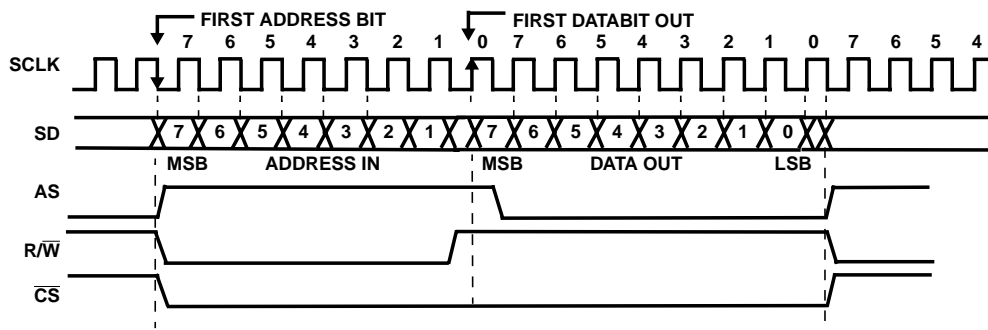 FIRST ADDRESS BIT FIRST DATABIT OUT
7 6 5 4 3 2 1 0 7 6 5 4 3 2 1 0 7 6 5 4
SCLK
SD 7 6 5 4 3 2 1 7 6 5 4 3 2 1 0
MSB ADDRESS IN MSB DATA OUT LSB
AS
R/W̅
C̅S̅